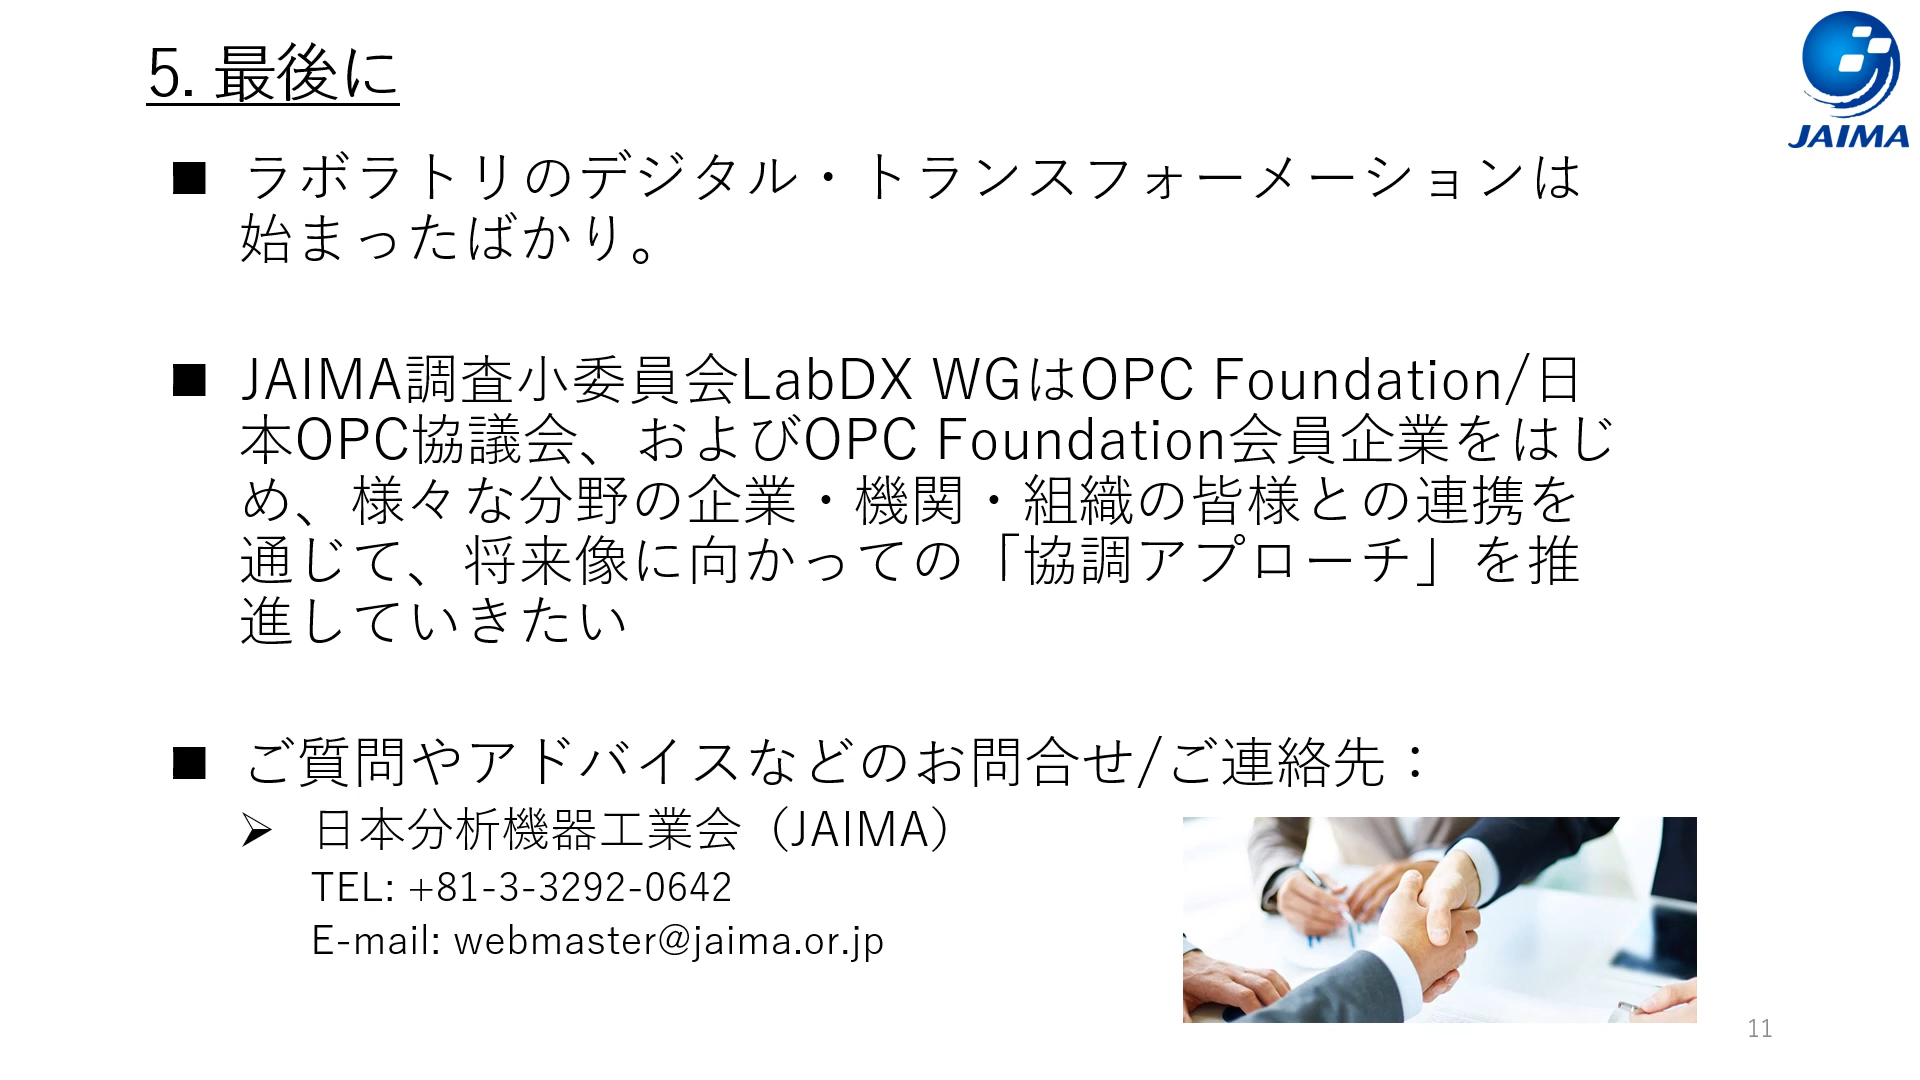 5. 最後に
JAIMA
■ ラボラトリのデジタル・トランスフォーメーションは
始まったばかり。
■ JAIMA調査小委員会LabDX WGはOPC Foundation/日
本OPC協議会、およびOPC Foundation会員企業をはじ
め、様々な分野の企業・機関・組織の皆様との連携を
通じて、将来像に向かっての「協調アプローチ」を推
進していきたい
■ ご質問やアドバイスなどのお問合せ/ご連絡先：
➢ 日本分析機器工業会（JAIMA）
TEL: +81-3-3292-0642
E-mail: webmaster@jaima.or.jp
11